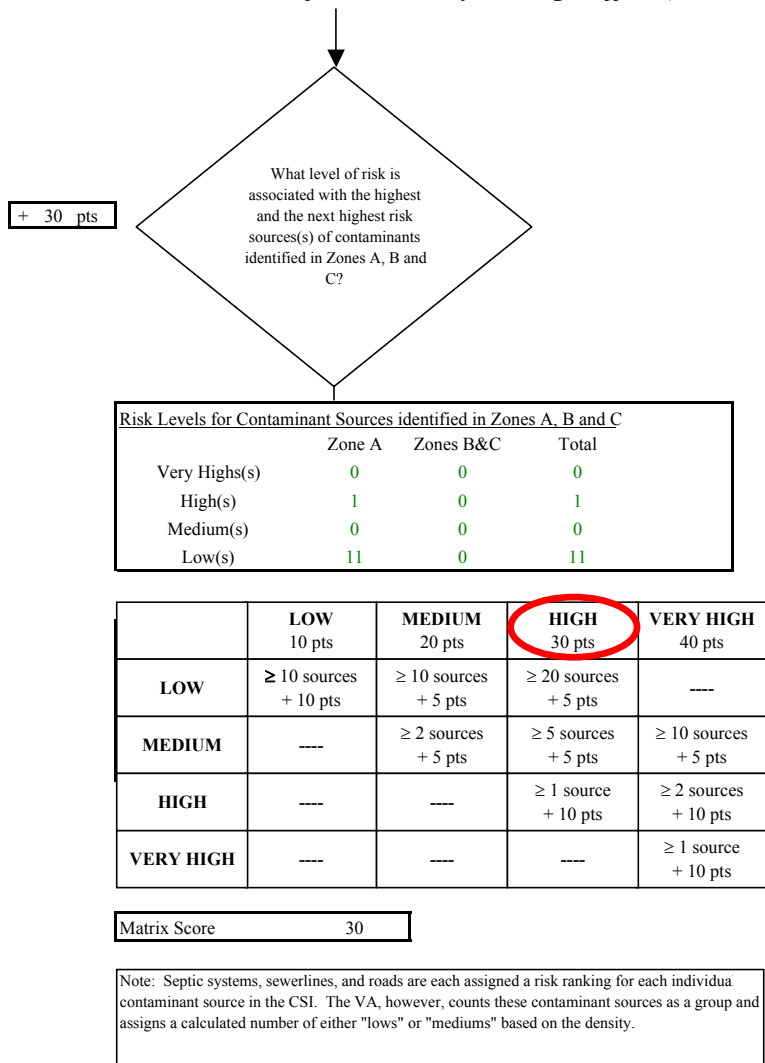 What level of risk is
associated with the highest
and the next highest risk
sources(s) of contaminants
identified in Zones A, B and
C?
+ 30 pts
Risk Levels for Contaminant Sources identified in Zones A, B and C
Zone A Zones B&C Total
Very Highs(s) 0 0 0
High(s) 1 0 1
Medium(s) 0 0 0
Low(s) 11 0 11
LOW MEDIUM HIGH VERY HIGH
10 pts 20 pts 30 pts 40 pts
LOW ≥ 10 sources ≥ 10 sources ≥ 20 sources ----
+ 10 pts + 5 pts + 5 pts
MEDIUM ---- ≥ 2 sources ≥ 5 sources ≥ 10 sources
+ 5 pts + 5 pts + 5 pts
HIGH ---- ---- ≥ 1 source ≥ 2 sources
+ 10 pts + 10 pts
VERY HIGH ---- ---- ---- ≥ 1 source
+ 10 pts
Matrix Score 30
Note: Septic systems, sewerlines, and roads are each assigned a risk ranking for each individua
contaminant source in the CSI. The VA, however, counts these contaminant sources as a group and
assigns a calculated number of either "lows" or "mediums" based on the density.